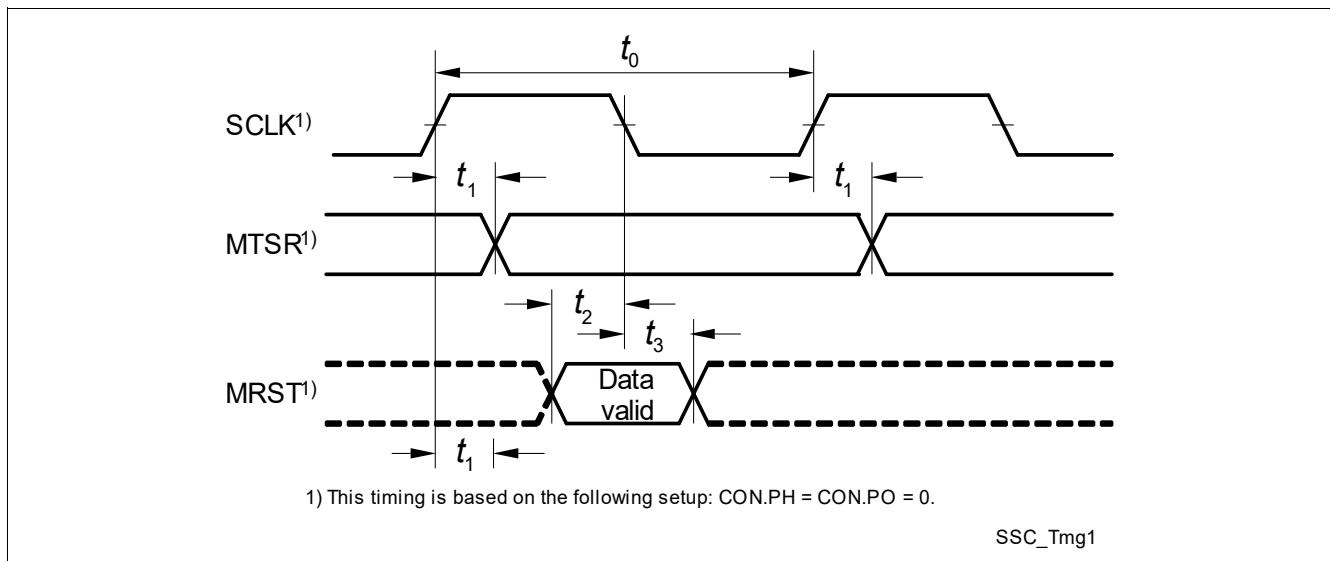 t0
SCLK1)
t1
t1
MTSR1)
t2
t3
MRST1)
Data
valid
t1
1) This timing is based on the following setup: CON.PH = CON.PO = 0.
SSC_Tmg1